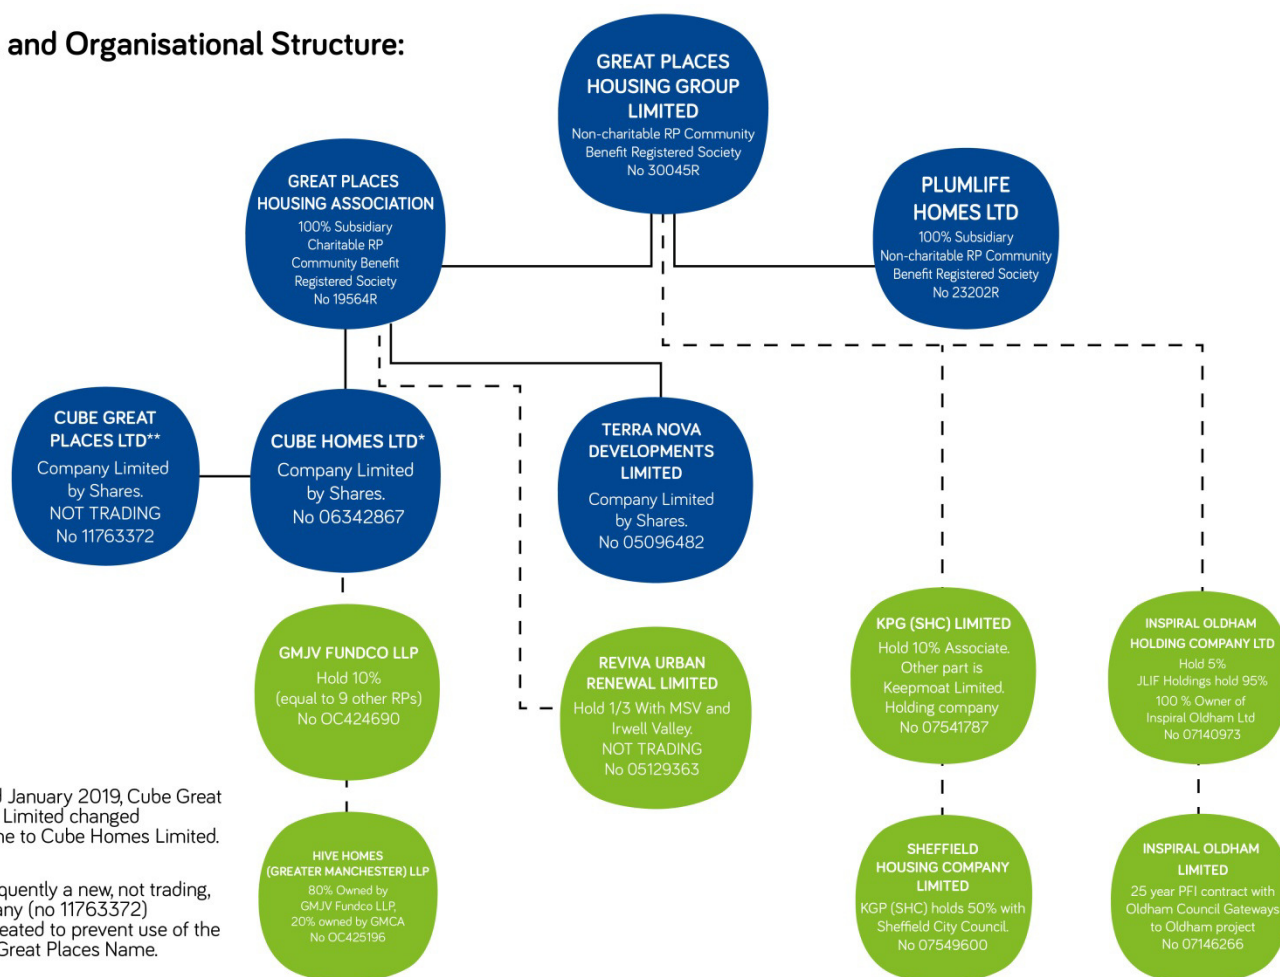 and Organisational Structure:
GREAT PLACES
HOUSING GROUP
LIMITED
Non-charitable RP Community
Benefit Registered Society
No 30045R
GREAT PLACES
HOUSING ASSOCIATION
100% Subsidiary
Charitable RP
Community Benefit
Registered Society
No 19564R
PLUMLIFE
HOMES LTD
100% Subsidiary
Non-charitable RP Community
Benefit Registered Society
No 23202R
CUBE GREAT
PLACES LTD**
Company Limited
by Shares.
NOT TRADING
No 11763372
CUBE HOMES LTD*
Company Limited
by Shares.
No 06342867
TERRA NOVA
DEVELOPMENTS
LIMITED
Company Limited
by Shares.
No 05096482
GMJV FUNDCO LLP
Hold 10%
(equal to 9 other RPs)
No OC424690
REVIVA URBAN
RENEWAL LIMITED
Hold 1/3 With MSV and
Irwell Valley.
NOT TRADING
No 05129363
KPG (SHC) LIMITED
Hold 10% Associate.
Other part is
Keepmoat Limited.
Holding company
No 07541787
INSPIRAL OLDHAM
HOLDING COMPANY LTD
Hold 5%
JLIF Holdings hold 95%
100 % Owner of
Inspiral Oldham Ltd
No 07140973
January 2019, Cube Great
Limited changed
to Cube Homes Limited.
a new, not trading,
(no 11763372)
to prevent use of the
Great Places Name.
HIVE HOMES
(GREATER MANCHESTER) LLP
80% Owned by
GMJV Fundco LLP,
20% owned by GMCA
No OC425196
SHEFFIELD
HOUSING COMPANY
LIMITED
KGP (SHC) holds 50% with
Sheffield City Council.
No 07549600
INSPIRAL OLDHAM
LIMITED
25 year PFI contract with
Oldham Council Gateways
to Oldham project
No 07146266